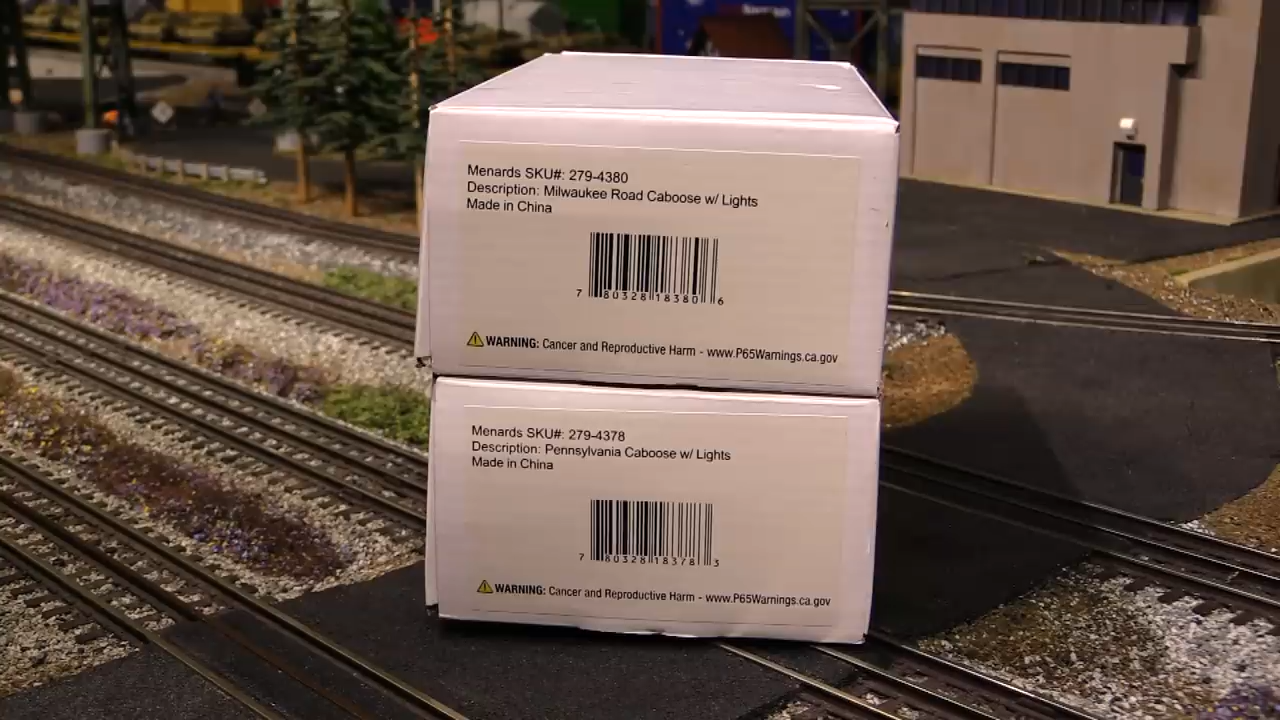 Menards SKU#: 279-4380
Description: Milwaukee Road Caboose w/ Lights
Made in China
7 80328 18380 6
WARNING: Cancer and Reproductive Harm - www.P65Warnings.ca.gov
Menards SKU#: 279-4378
Description: Pennsylvania Caboose w/ Lights
Made in China
7 80328 18378 3
WARNING: Cancer and Reproductive Harm - www.P65Warnings.ca.gov